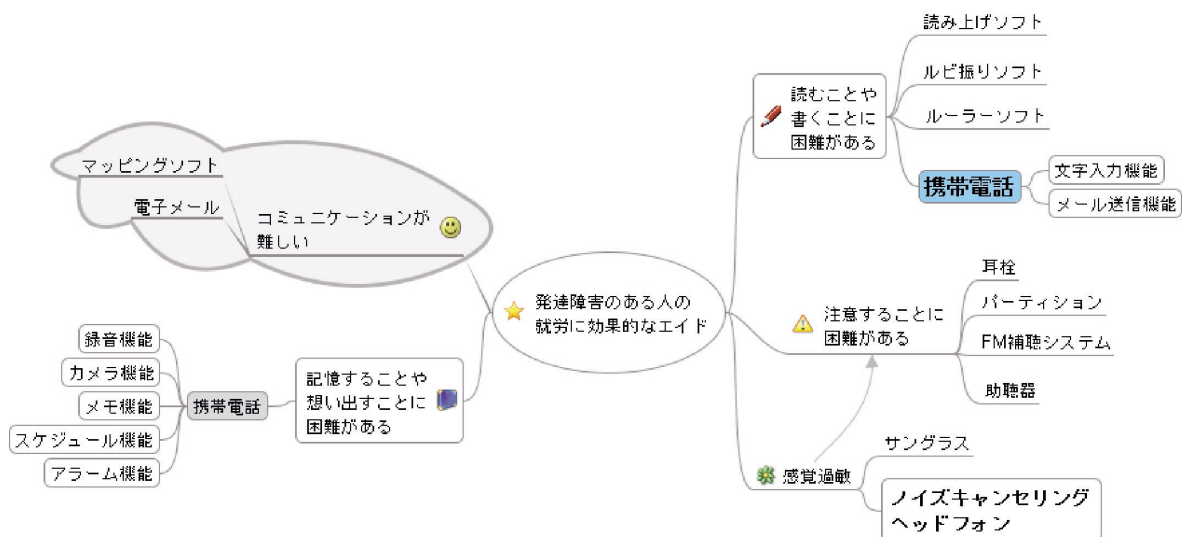 発達障害のある人の
就労に効果的なエイド
コミュニケーションが
難しい
マッピングソフト
電子メール
記憶することや
想い出すことに
困難がある
携帯電話
録音機能
カメラ機能
メモ機能
スケジュール機能
アラーム機能
読むことや
書くことに
困難がある
読み上げソフト
ルビ振りソフト
ルーラーソフト
携帯電話
文字入力機能
メール送信機能
注意することに
困難がある
耳栓
パーティション
FM補聴システム
助聴器
感覚過敏
サングラス
ノイズキャンセリング
ヘッドフォン